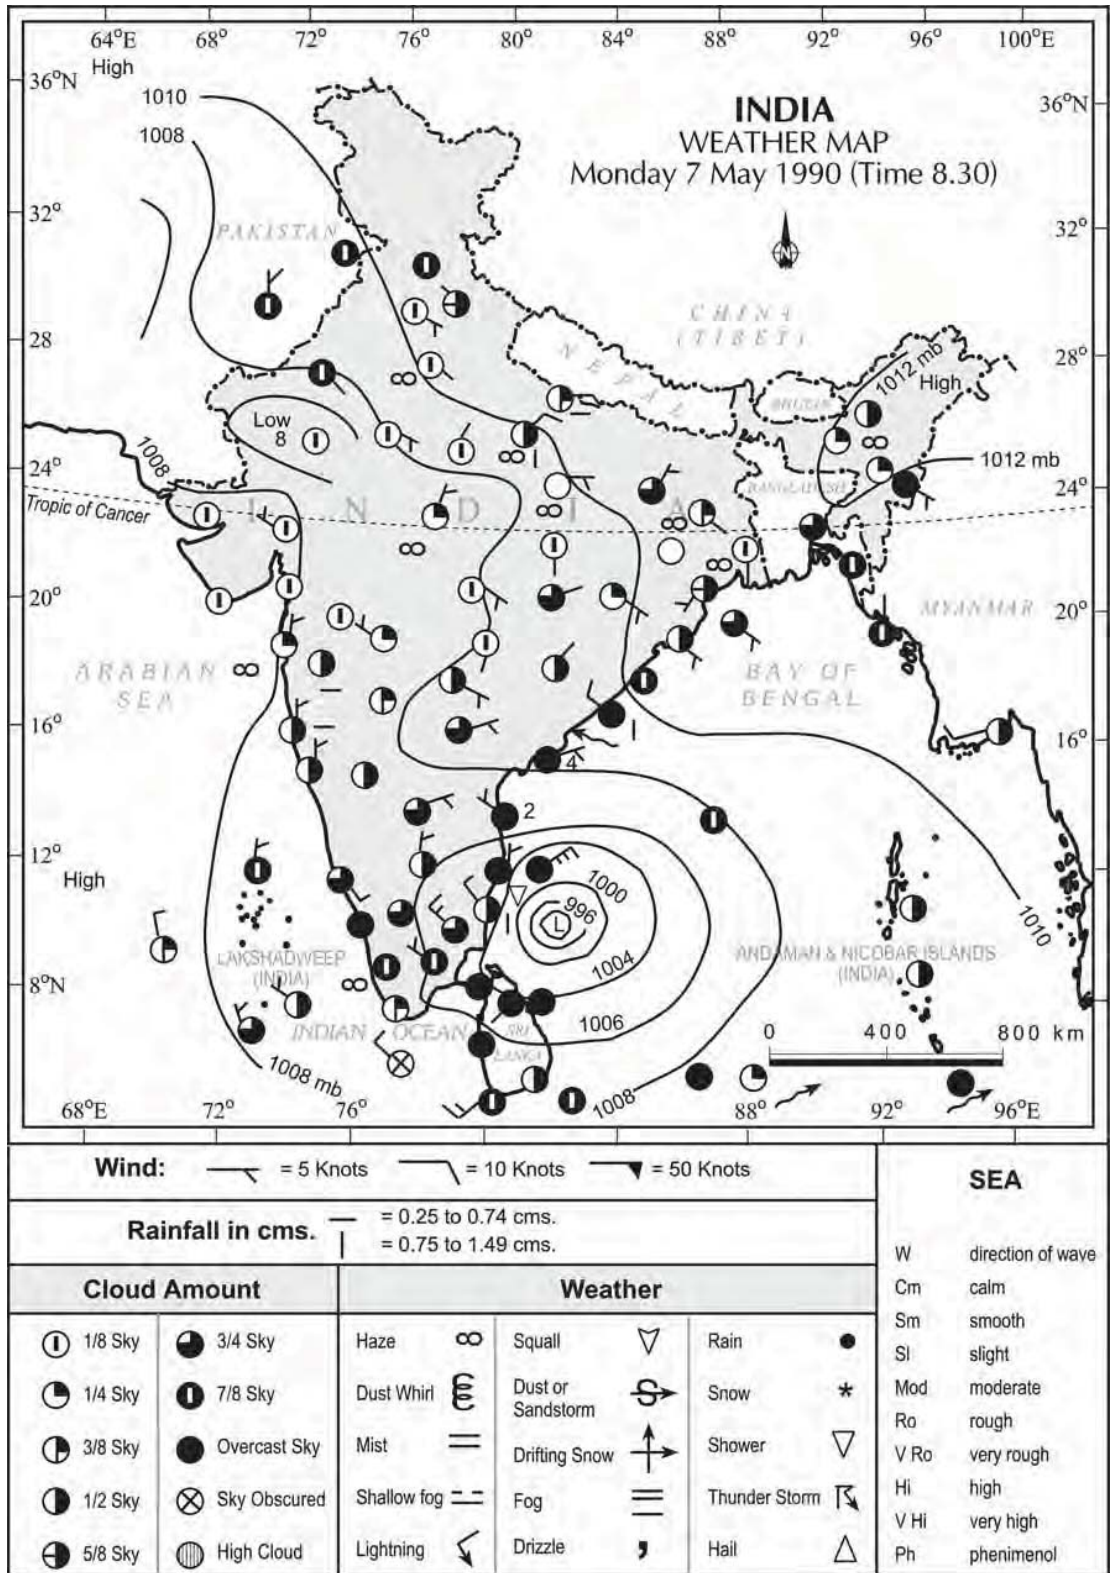 64°E 68° 72° 76° 80° 84° 88° 92° 96° 100°E
High
36°N
36°N
1010
1008
INDIA
WEATHER MAP
Monday 7 May 1990 (Time 8.30)
N
32°
32°
PAKISTAN
CHINA
(TIBET)
28
28°
NEPAL
BHUTAN
1012 mb
High
Low
8
1008
24°
24°
1012 mb
BANGLADESH
Tropic of Cancer
I N D I A
20°
20°
MYANMAR
ARABIAN
SEA
BAY OF
BENGAL
16°
16°
4
2
12°
12°
High
1000
996
L
1004
1006
1010
LAKSHADWEEP
(INDIA)
ANDAMAN & NICOBAR ISLANDS
(INDIA)
8°N
INDIAN OCEAN
SRI
LANKA
0 400 800 km
1008 mb
1008
68°E 72° 76° 88° 92° 96°E
Wind: = 5 Knots = 10 Knots = 50 Knots
Rainfall in cms. = 0.25 to 0.74 cms.
= 0.75 to 1.49 cms.
Cloud Amount
1/8 Sky 3/4 Sky
1/4 Sky 7/8 Sky
3/8 Sky Overcast Sky
1/2 Sky Sky Obscured
5/8 Sky High Cloud
Weather
Haze Squall Rain
Dust Whirl Dust or Sandstorm Snow
Mist Drifting Snow Shower
Shallow fog Fog Thunder Storm
Lightning Drizzle Hail
SEA
W direction of wave
Cm calm
Sm smooth
Sl slight
Mod moderate
Ro rough
V Ro very rough
Hi high
V Hi very high
Ph phenimenol